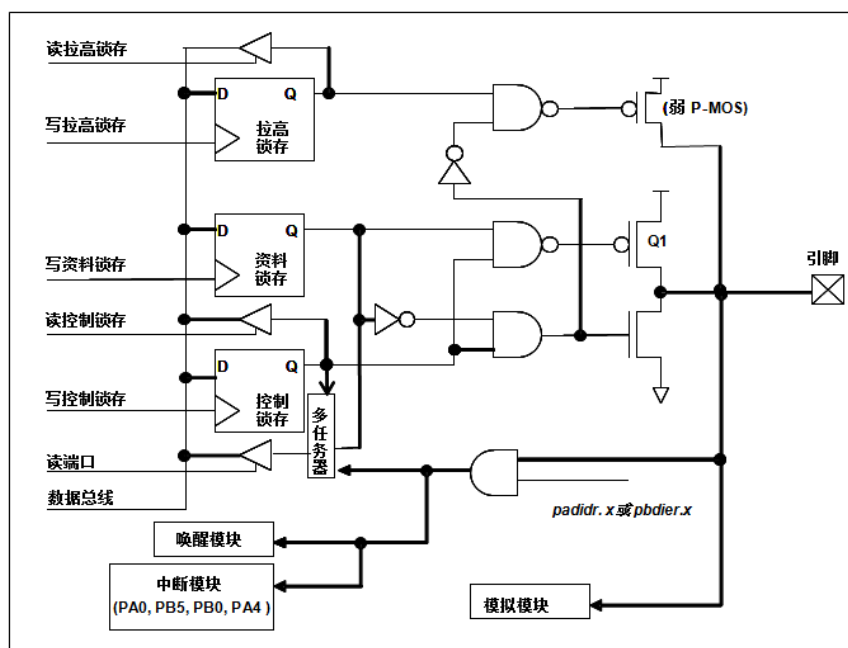 读拉高锁存
D Q
拉高
锁存
写拉高锁存
(弱 P-MOS)
D Q
资料
锁存
写资料锁存
Q1
引脚
读控制锁存
D Q
控制
锁存
写控制锁存
多任务器
读端口
数据总线
padidr.x或pbdier.x
唤醒模块
中断模块
(PA0, PB5, PB0, PA4 )
模拟模块